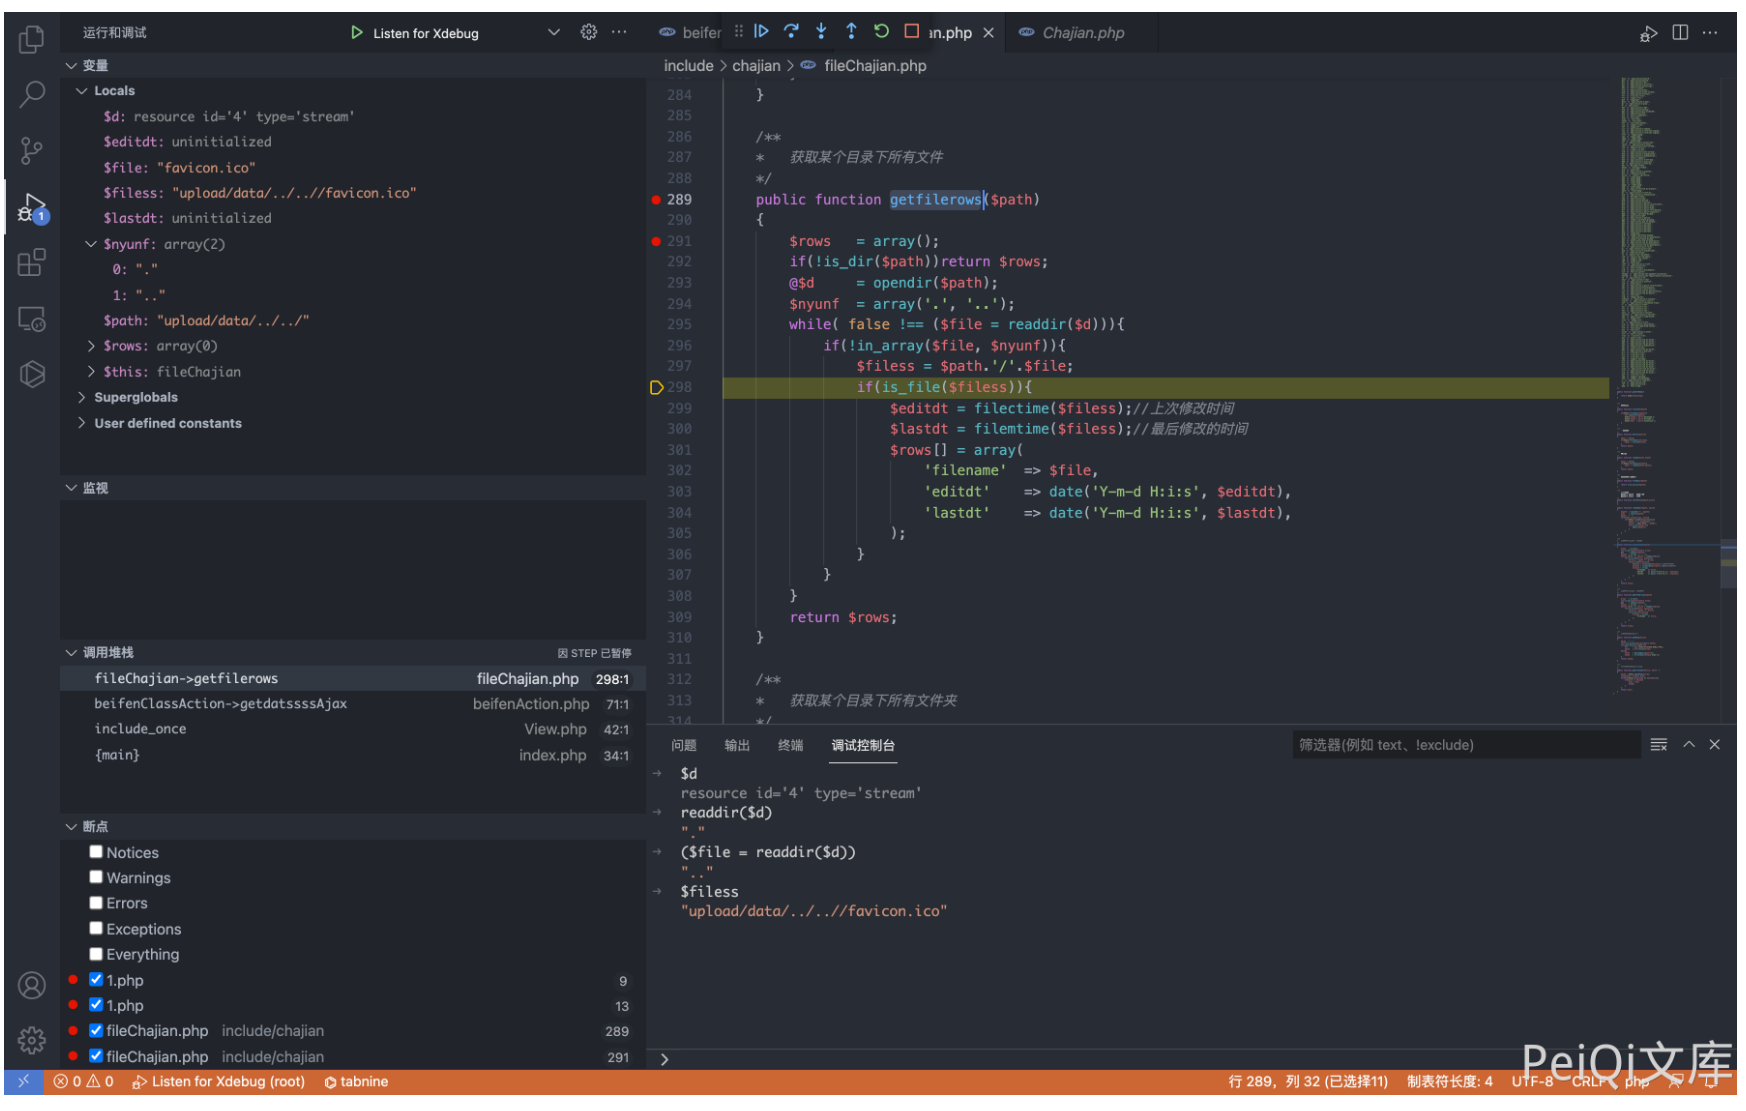 运行和调试
Listen for Xdebug
变量
Locals
$d: resource id='4' type='stream'
$editdt: uninitialized
$file: "favicon.ico"
$filess: "upload/data/../..//favicon.ico"
$lastdt: uninitialized
$nyunf: array(2)
0: "."
1: ".."
$path: "upload/data/../../"
$rows: array(0)
$this: fileChajian
Superglobals
User defined constants
监视
调用堆栈
因 STEP 已暂停
fileChajian->getfilerows fileChajian.php 298:1
beifenClassAction->getdatssssAjax beifenAction.php 71:1
include_once View.php 42:1
{main} index.php 34:1
断点
Notices
Warnings
Errors
Exceptions
Everything
1.php 9
1.php 13
fileChajian.php include/chajian 289
fileChajian.php include/chajian 291
beifer
an.php
Chajian.php
include > chajian > fileChajian.php
284 }
285
286 /**
287 * 获取某个目录下所有文件
288 */
289 public function getfilerows($path)
290 {
291 $rows = array();
292 if(!is_dir($path))return $rows;
293 @$d = opendir($path);
294 $nyunf = array('.', '..');
295 while( false !== ($file = readdir($d))){
296 if(!in_array($file, $nyunf)){
297 $filess = $path.'/'.$file;
298 if(is_file($filess)){
299 $editdt = filectime($filess);//上次修改时间
300 $lastdt = filemtime($filess);//最后修改的时间
301 $rows[] = array(
302 'filename' => $file,
303 'editdt' => date('Y-m-d H:i:s', $editdt),
304 'lastdt' => date('Y-m-d H:i:s', $lastdt),
305 );
306 }
307 }
308 }
309 return $rows;
310 }
311
312 /**
313 * 获取某个目录下所有文件夹
314 */
问题 输出 终端 调试控制台
筛选器(例如 text、!exclude)
$d
resource id='4' type='stream'
readdir($d)
"."
($file = readdir($d))
".."
$filess
"upload/data/../..//favicon.ico"
1
0 0 Listen for Xdebug (root) tabnine
行 289，列 32 (已选择11) 制表符长度: 4 UTF-8 CRLF php
PeiQi文库